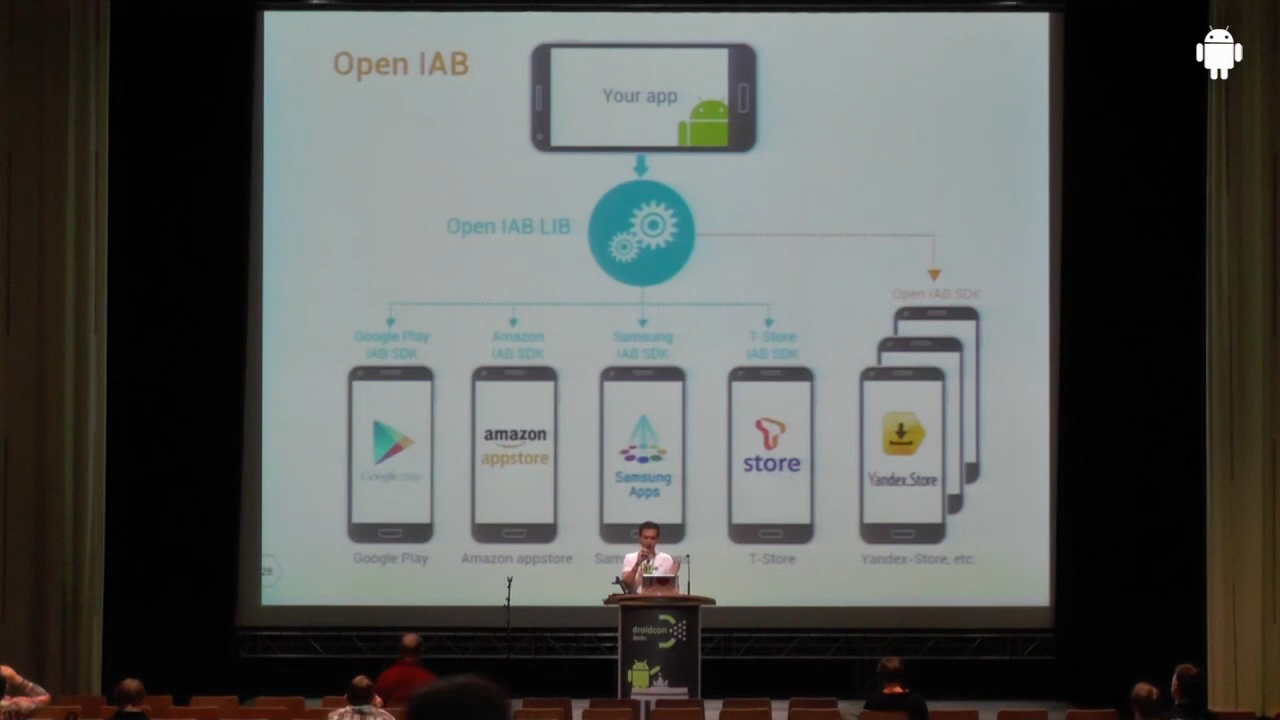 Open IAB
Your app
Open IAB LIB
Open IAB SDK
Google Play
IAB SDK
Amazon
IAB SDK
Samsung
IAB SDK
T-Store
IAB SDK
amazon
appstore
Samsung
Apps
store
Yandex.Store
Google Play
Amazon appstore
T-Store
Yandex-Store, etc.
28
droidcon